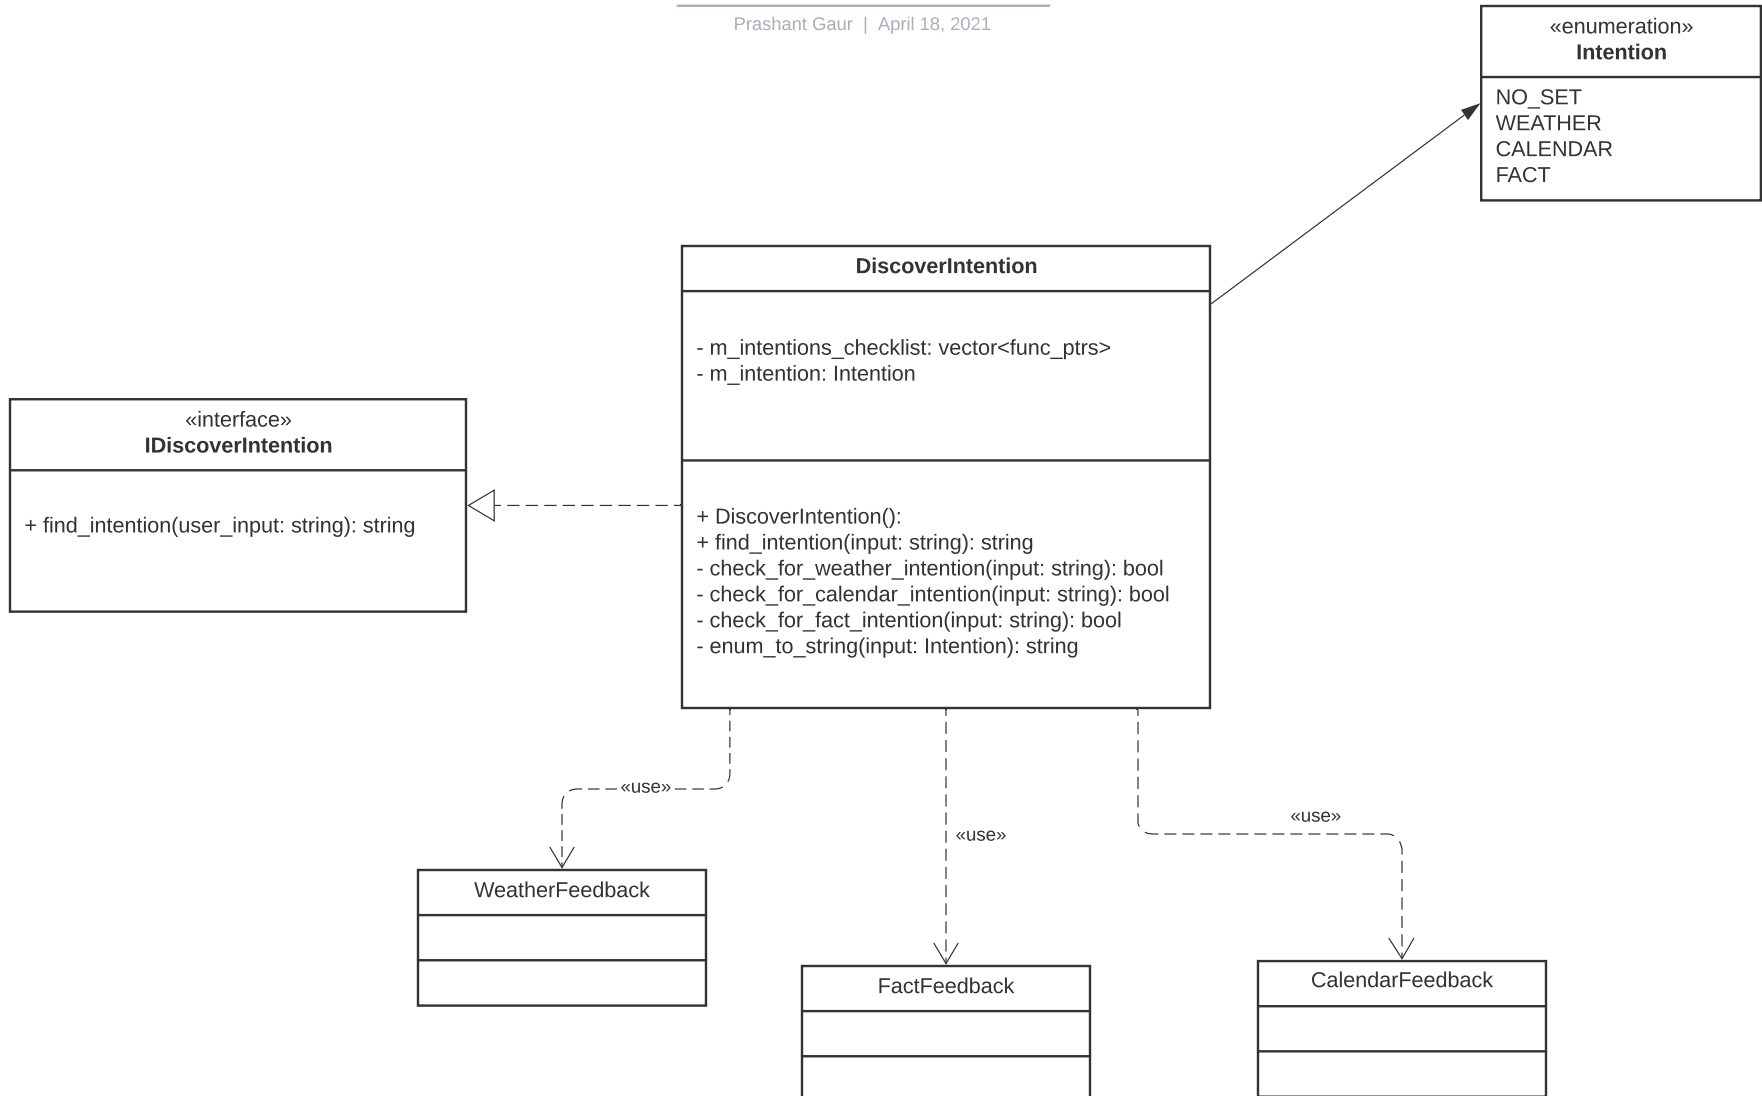 Prashant Gaur | April 18, 2021
«enumeration»
Intention
NO_SET
WEATHER
CALENDAR
FACT
DiscoverIntention
- m_intentions_checklist: vector<func_ptrs>
- m_intention: Intention
«interface»
IDiscoverIntention
+ find_intention(user_input: string): string
+ DiscoverIntention():
+ find_intention(input: string): string
- check_for_weather_intention(input: string): bool
- check_for_calendar_intention(input: string): bool
- check_for_fact_intention(input: string): bool
- enum_to_string(input: Intention): string
«use»
«use»
«use»
WeatherFeedback
FactFeedback
CalendarFeedback